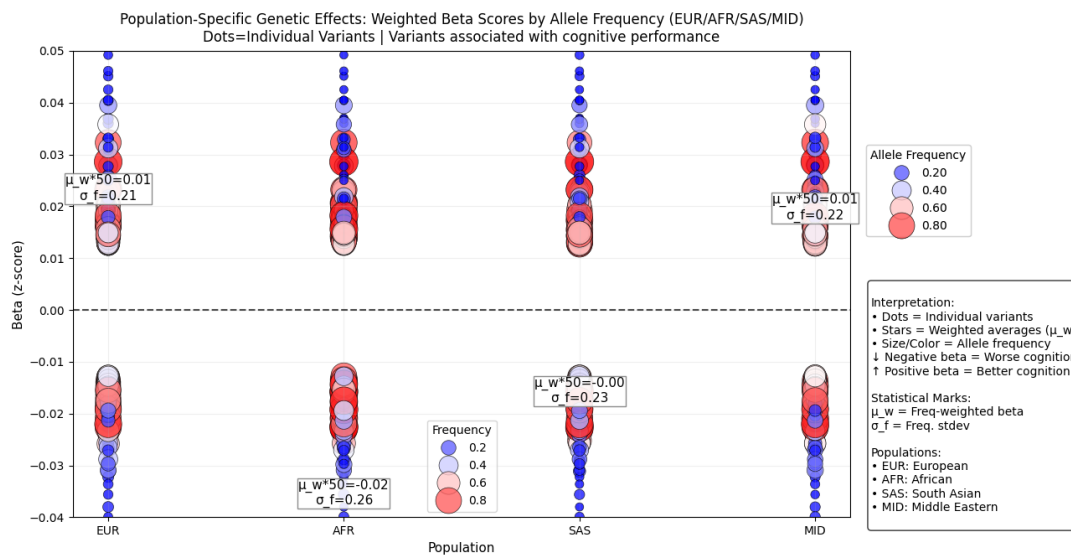 Population-Specific Genetic Effects: Weighted Beta Scores by Allele Frequency (EUR/AFR/SAS/MID)
Dots=Individual Variants | Variants associated with cognitive performance
Beta (z-score)
0.05
0.04
0.03
0.02
0.01
0.00
−0.01
−0.02
−0.03
−0.04
μ_w*50=0.01
σ_f=0.21
μ_w*50=-0.02
σ_f=0.26
μ_w*50=-0.00
σ_f=0.23
μ_w*50=0.01
σ_f=0.22
Frequency
0.2
0.4
0.6
0.8
EUR
AFR
SAS
MID
Population
Allele Frequency
0.20
0.40
0.60
0.80
Interpretation:
• Dots = Individual variants
• Stars = Weighted averages (μ_w
• Size/Color = Allele frequency
↓ Negative beta = Worse cognition
↑ Positive beta = Better cognition
Statistical Marks:
μ_w = Freq-weighted beta
σ_f = Freq. stdev
Populations:
• EUR: European
• AFR: African
• SAS: South Asian
• MID: Middle Eastern